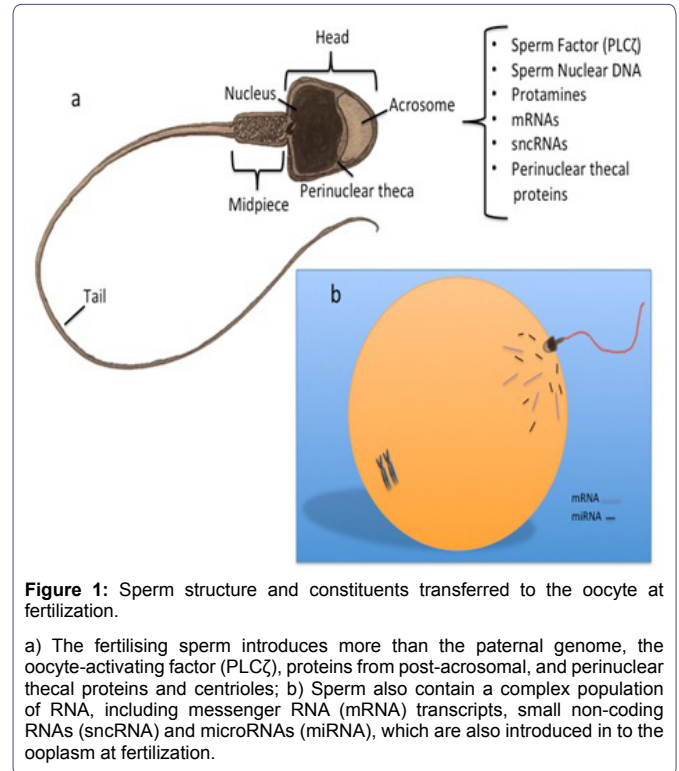 Head
a
Nucleus
Acrosome
Perinuclear theca
Midpiece
Tail
• Sperm Factor (PLCζ)
• Sperm Nuclear DNA
• Protamines
• mRNAs
• sncRNAs
• Perinuclear thecal
proteins
b
mRNA
miRNA
Figure 1: Sperm structure and constituents transferred to the oocyte at
fertilization.
a) The fertilising sperm introduces more than the paternal genome, the
oocyte-activating factor (PLCζ), proteins from post-acrosomal, and perinuclear
thecal proteins and centrioles; b) Sperm also contain a complex population
of RNA, including messenger RNA (mRNA) transcripts, small non-coding
RNAs (sncRNA) and microRNAs (miRNA), which are also introduced in to the
ooplasm at fertilization.